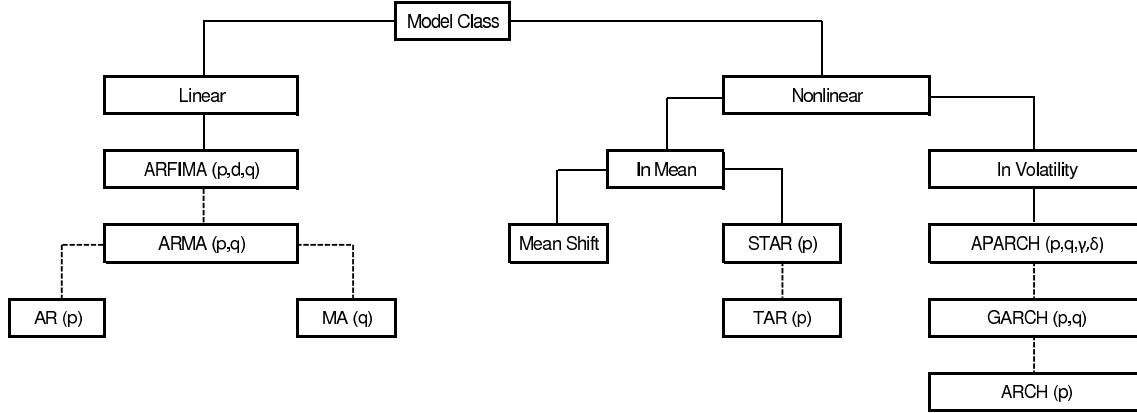 Model Class
Linear
Nonlinear
ARFIMA (p,d,q)
In Mean
In Volatility
ARMA (p,q)
Mean Shift
STAR (p)
APARCH (p,q,γ,δ)
AR (p)
MA (q)
TAR (p)
GARCH (p,q)
ARCH (p)